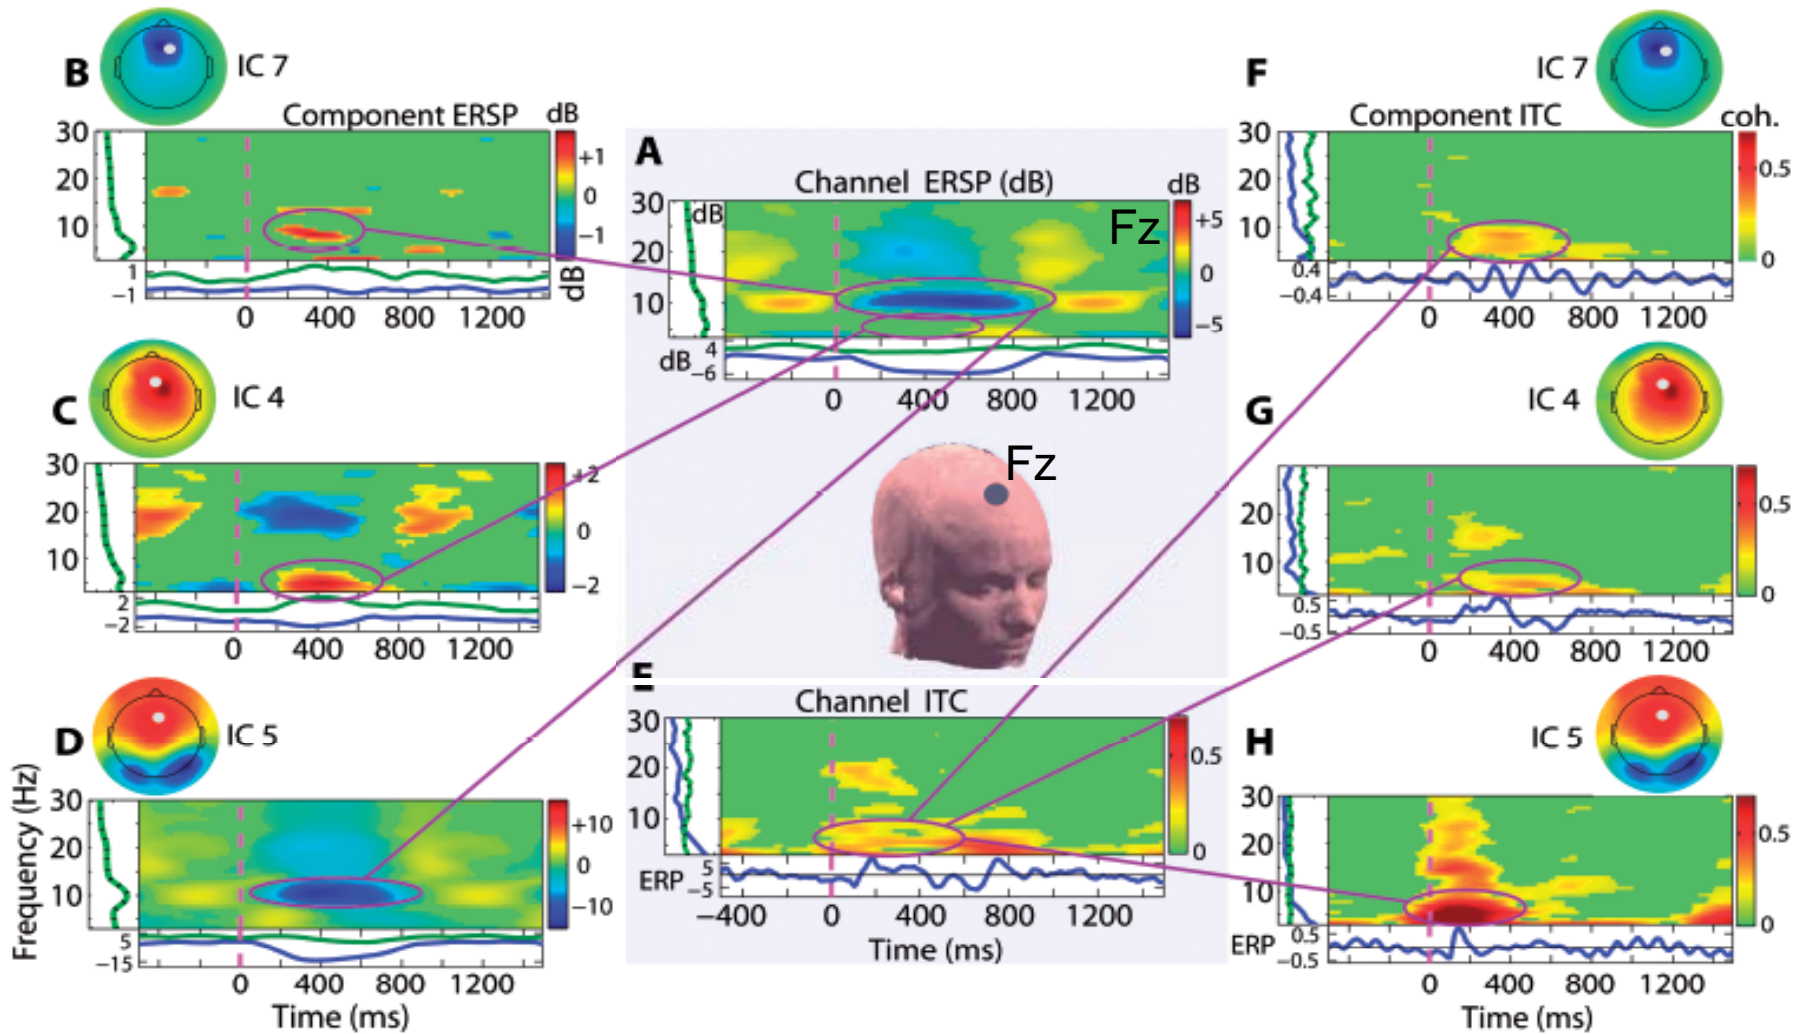 B
IC 7
Component ERSP
dB
30
20
10
+1
0
−1
1
−1
dB
0
400
800
1200
C
IC 4
30
20
10
+2
0
−2
2
−2
0
400
800
1200
D
IC 5
Frequency (Hz)
30
20
10
+10
0
−10
5
−15
0
400
800
1200
Time (ms)
A
Channel ERSP (dB)
dB
30
20
10
dB
Fz
+5
0
−5
dB
4
−6
0
400
800
1200
Fz
E
Channel ITC
30
20
10
0.5
0
ERP
5
−5
−400
0
400
800
1200
Time (ms)
F
IC 7
Component ITC
coh.
30
20
10
0.5
0
0.4
−0.4
0
400
800
1200
G
IC 4
20
10
0.5
0
0.5
−0.5
0
400
800
1200
H
IC 5
30
20
10
0.5
0
ERP
0.5
−0.5
0
400
800
1200
Time (ms)